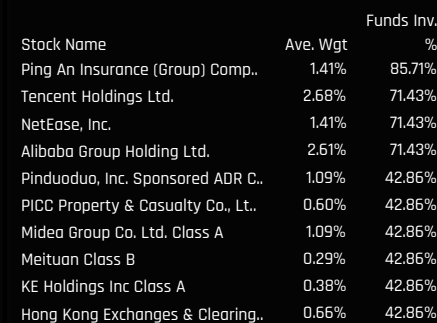 Funds Inv.
Stock Name Ave. Wgt %
Ping An Insurance (Group) Comp.. 1.41% 85.71%
Tencent Holdings Ltd. 2.68% 71.43%
NetEase, Inc. 1.41% 71.43%
Alibaba Group Holding Ltd. 2.61% 71.43%
Pinduoduo, Inc. Sponsored ADR C.. 1.09% 42.86%
PICC Property & Casualty Co., Lt.. 0.60% 42.86%
Midea Group Co. Ltd. Class A 1.09% 42.86%
Meituan Class B 0.29% 42.86%
KE Holdings Inc Class A 0.38% 42.86%
Hong Kong Exchanges & Clearing.. 0.66% 42.86%